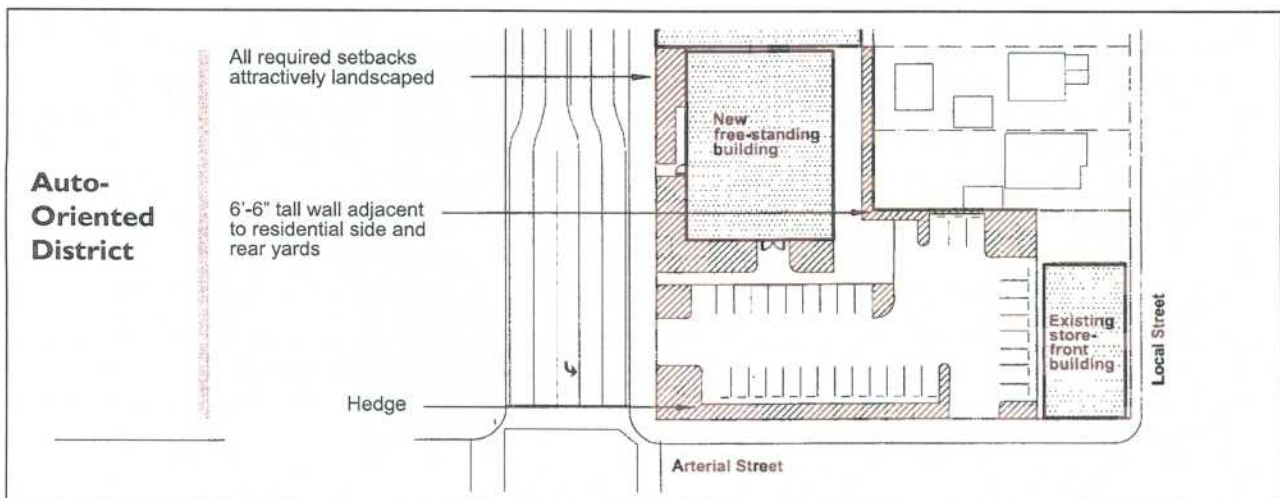 All required setbacks
attractively landscaped
New
free-standing
building
Auto-
Oriented
District
6'-6" tall wall adjacent
to residential side and
rear yards
Existing
store-
front
building
Local Street
Hedge
Arterial Street